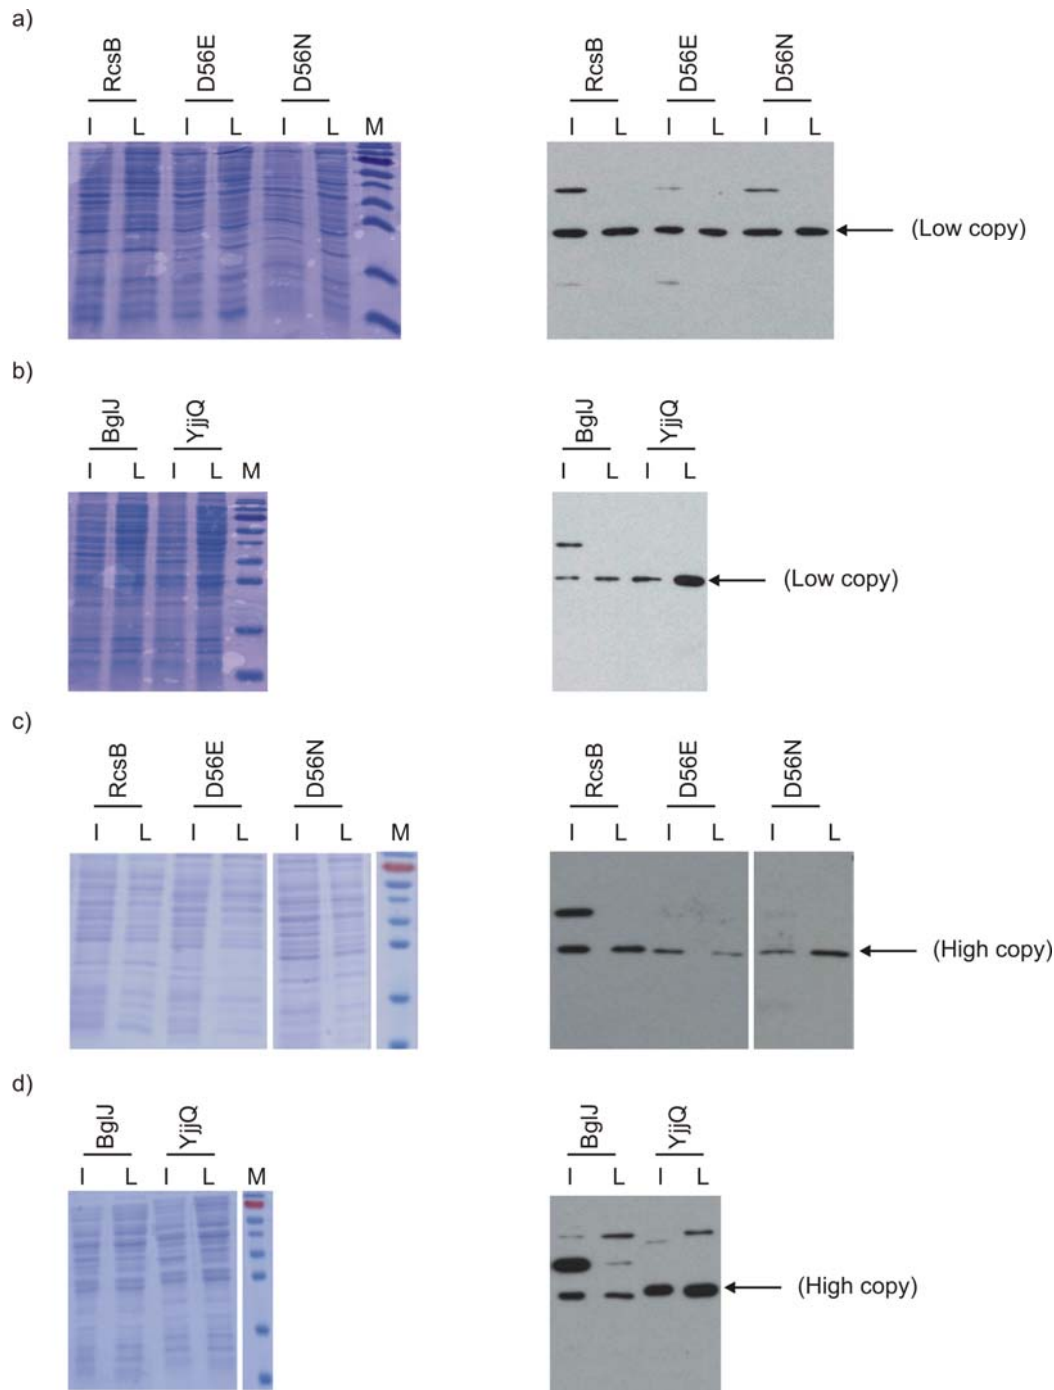 a)
RcsB D56E D56N RcsB D56E D56N
I L I L I L M I L I L I L
(Low copy)
b)
BglJ YjjQ BglJ YjjQ
I L I L M I L I L
(Low copy)
c)
RcsB D56E D56N RcsB D56E D56N
I L I L I L M I L I L I L
(High copy)
d)
BglJ YjjQ BglJ YjjQ
I L I L M I L I L
(High copy)